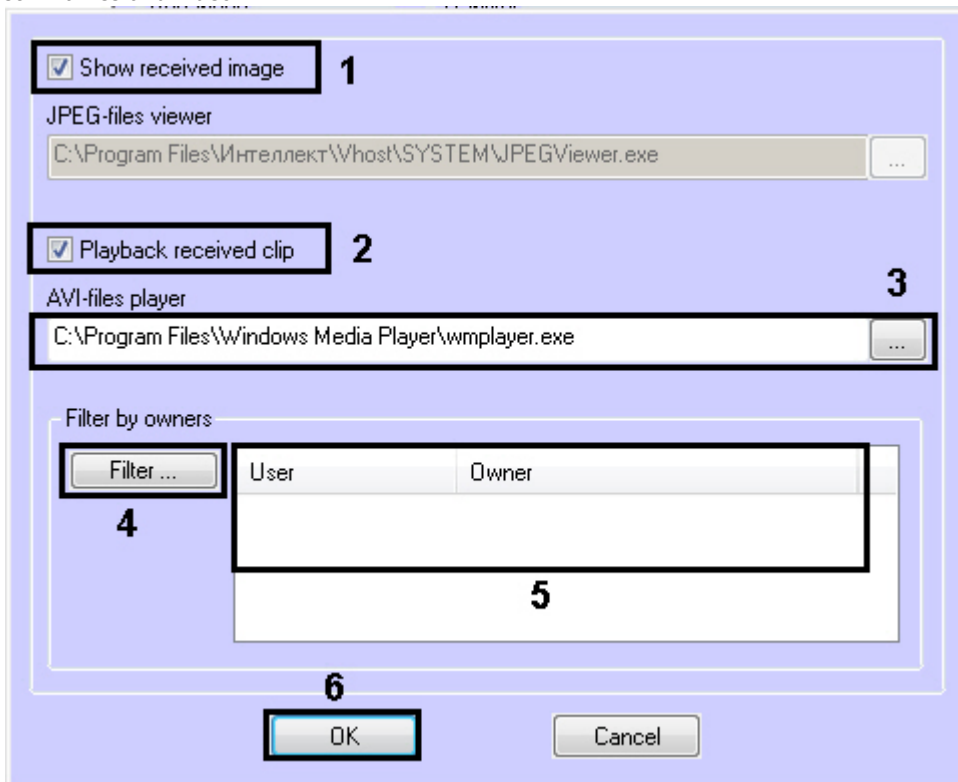 Show received image 1
JPEG-files viewer
C:\Program Files\Интеллект\Vhost\SYSTEM\JPEGViewer.exe ...
Playback received clip 2
3
AVI-files player
C:\Program Files\Windows Media Player\wmplayer.exe ...
Filter by owners
Filter ... User Owner
4
5
6
OK Cancel